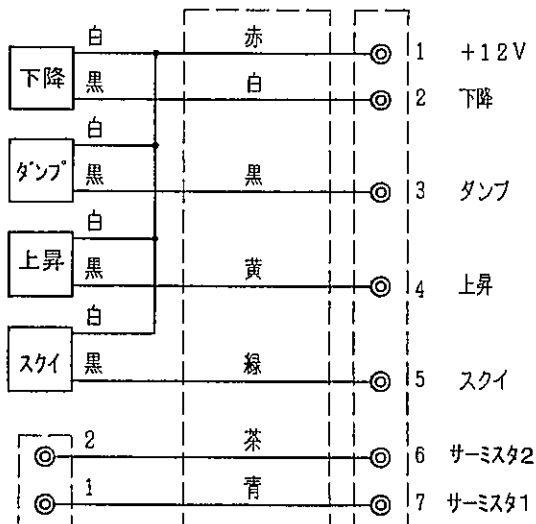 白 赤 1 +12V
下降
黒 白 2 下降
白
ダンプ
黒 黒 3 ダンプ
白
上昇
黒 黄 4 上昇
白
スクイ
黒 緑 5 スクイ
2 茶 6 サーミスタ2
1 青 7 サーミスタ1